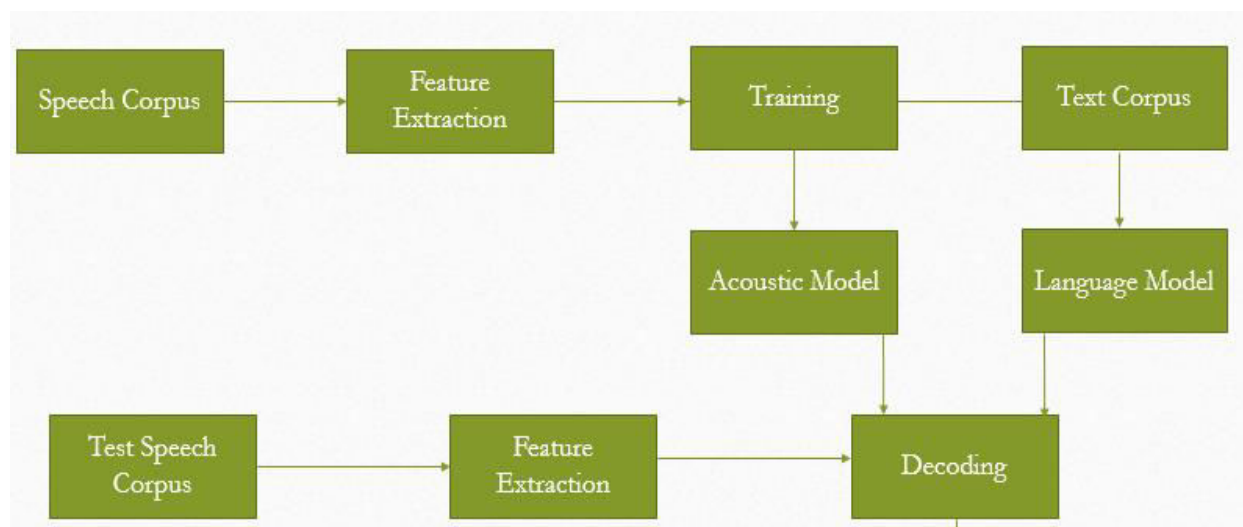 Speech Corpus
Feature
Extraction
Training
Text Corpus
Acoustic Model
Language Model
Test Speech
Corpus
Feature
Extraction
Decoding